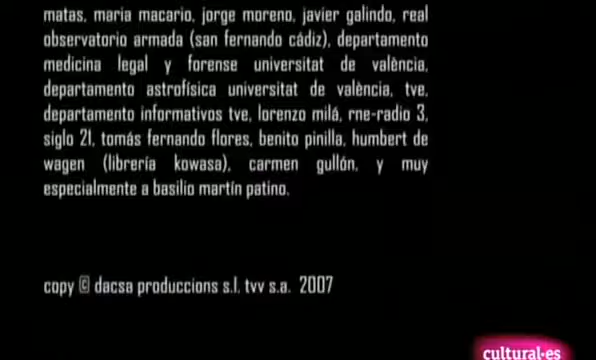 matas, maria macario, jorge moreno, javier galindo, real
observatorio armada (san fernando cádiz), departamento
medicina legal y forense universitat de valència,
departamento astrofísica universitat de valència, tve,
departamento informativos tve, lorenzo milá, rne-radio 3,
siglo 21, tomás fernando flores, benito pinilla, humbert de
wagen (librería kowasa), carmen gullón, y muy
especialmente a basilio martín patino.
copy © dacsa produccions s.l. tvv s.a. 2007
cultural·es